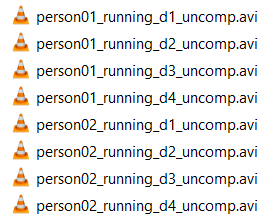 person01_running_d1_uncomp.avi
person01_running_d2_uncomp.avi
person01_running_d3_uncomp.avi
person01_running_d4_uncomp.avi
person02_running_d1_uncomp.avi
person02_running_d2_uncomp.avi
person02_running_d3_uncomp.avi
person02_running_d4_uncomp.avi